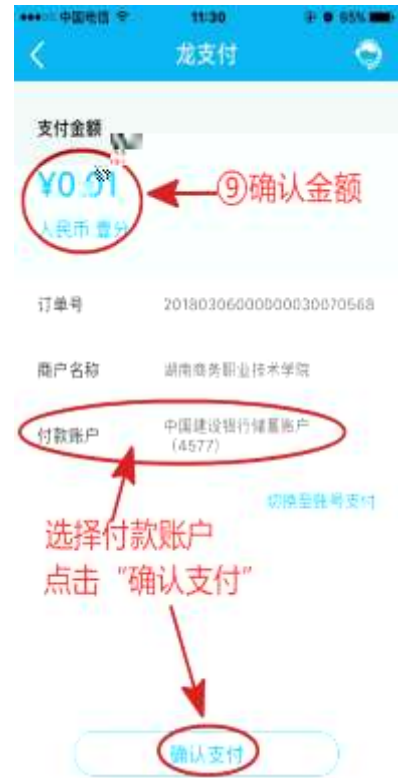 中国电信 11:30 65%
龙支付
支付金额
¥0.01
⑨确认金额
人民币 壹分
订单号 20180306000000030070568
商户名称 湖南商务职业技术学院
付款账户 中国建设银行储蓄账户
(4577)
切换至账号支付
选择付款账户
点击“确认支付”
确认支付